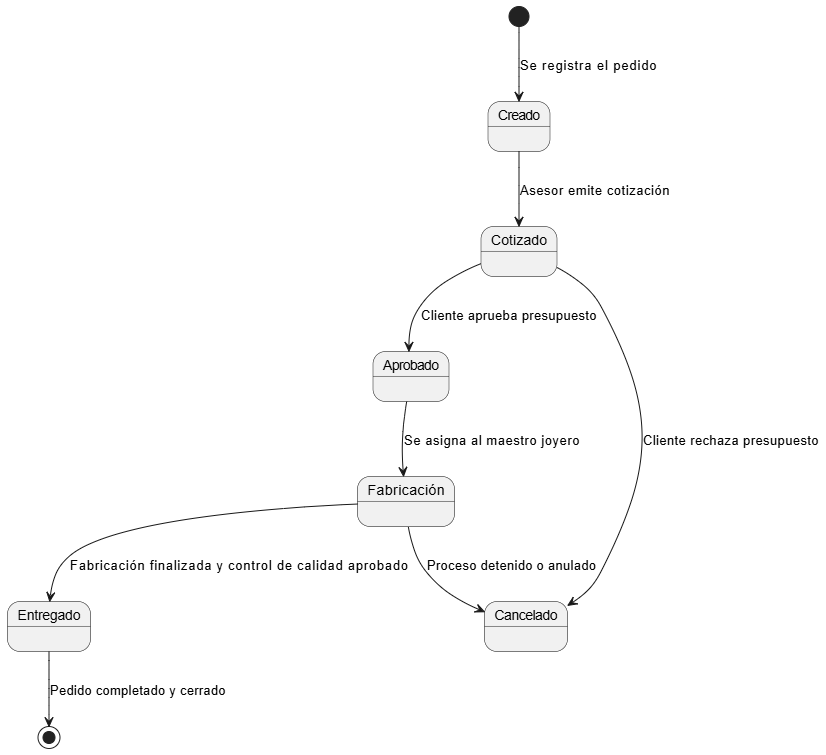 Se registra el pedido
Creado
Asesor emite cotización
Cotizado
Cliente aprueba presupuesto
Aprobado
Se asigna al maestro joyero
Cliente rechaza presupuesto
Fabricación
Fabricación finalizada y control de calidad aprobado
Proceso detenido o anulado
Entregado
Cancelado
Pedido completado y cerrado